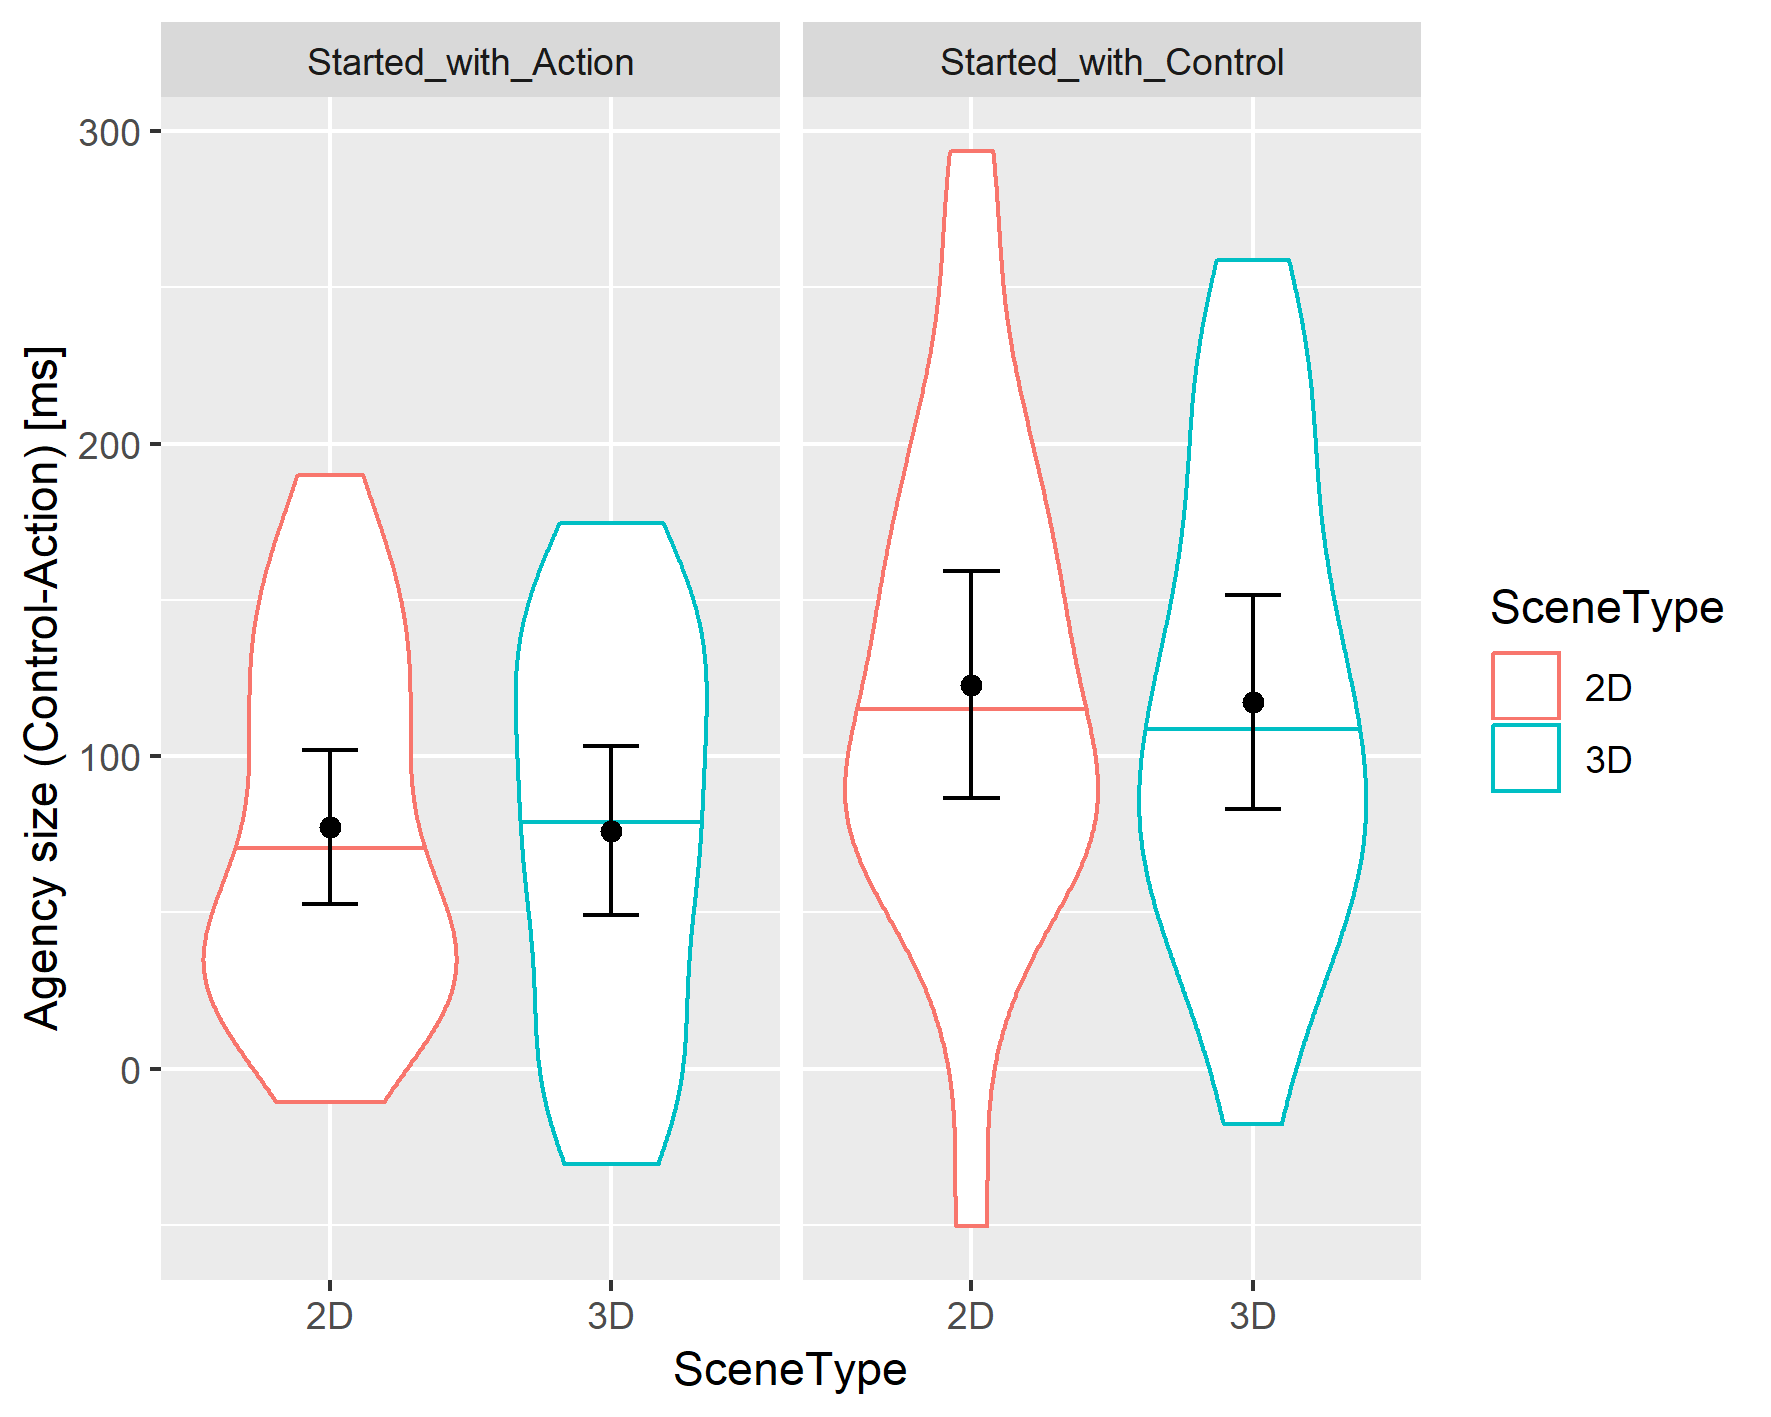 Started_with_Action
Started_with_Control
Agency size (Control-Action) [ms]
300
200
100
0
2D
3D
2D
3D
SceneType
SceneType
2D
3D